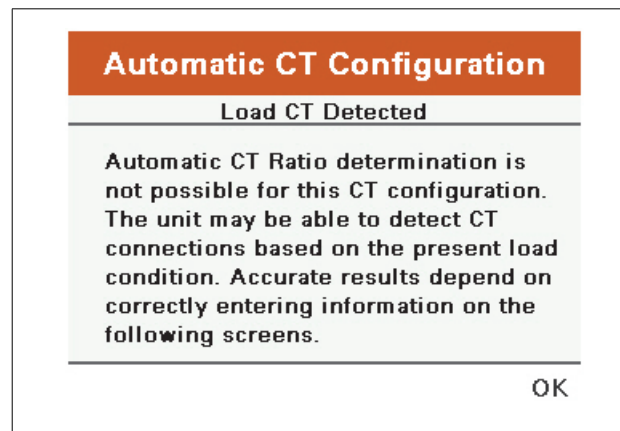 Automatic CT Configuration
Load CT Detected
Automatic CT Ratio determination is
not possible for this CT configuration.
The unit may be able to detect CT
connections based on the present load
condition. Accurate results depend on
correctly entering information on the
following screens.
OK